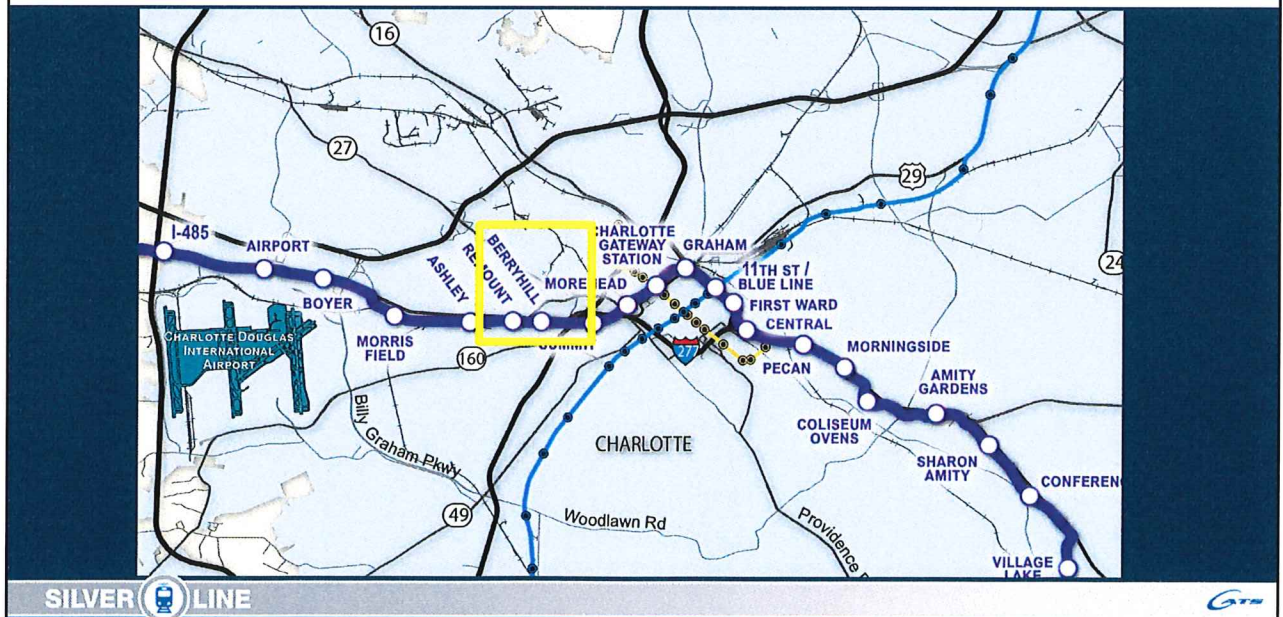 16
27
29
24
I-485
AIRPORT
BOYER
MORRIS
FIELD
ASHLEY
REMOUNT
BERRYHILL
SUMMIT
MOREHEAD
CHARLOTTE
GATEWAY
STATION
GRAHAM
11TH ST /
BLUE LINE
FIRST WARD
CENTRAL
PECAN
MORNINGSIDE
COLISEUM
OVENS
AMITY
GARDENS
SHARON
AMITY
CONFEREN
VILLAGE
LAKE
CHARLOTTE DOUGLAS
INTERNATIONAL
AIRPORT
160
277
Billy Graham Pkwy
CHARLOTTE
49
Woodlawn Rd
Providence
SILVER LINE
CATS